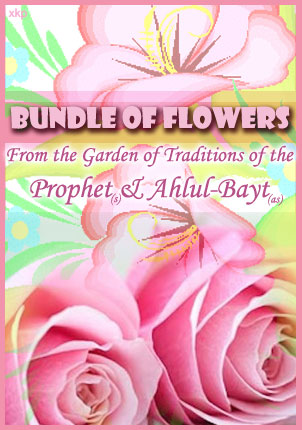 xkp
BUNDLE OF FLOWERS
From the Garden of Traditions of the
Prophet(s) & Ahlul-Bayt(as)